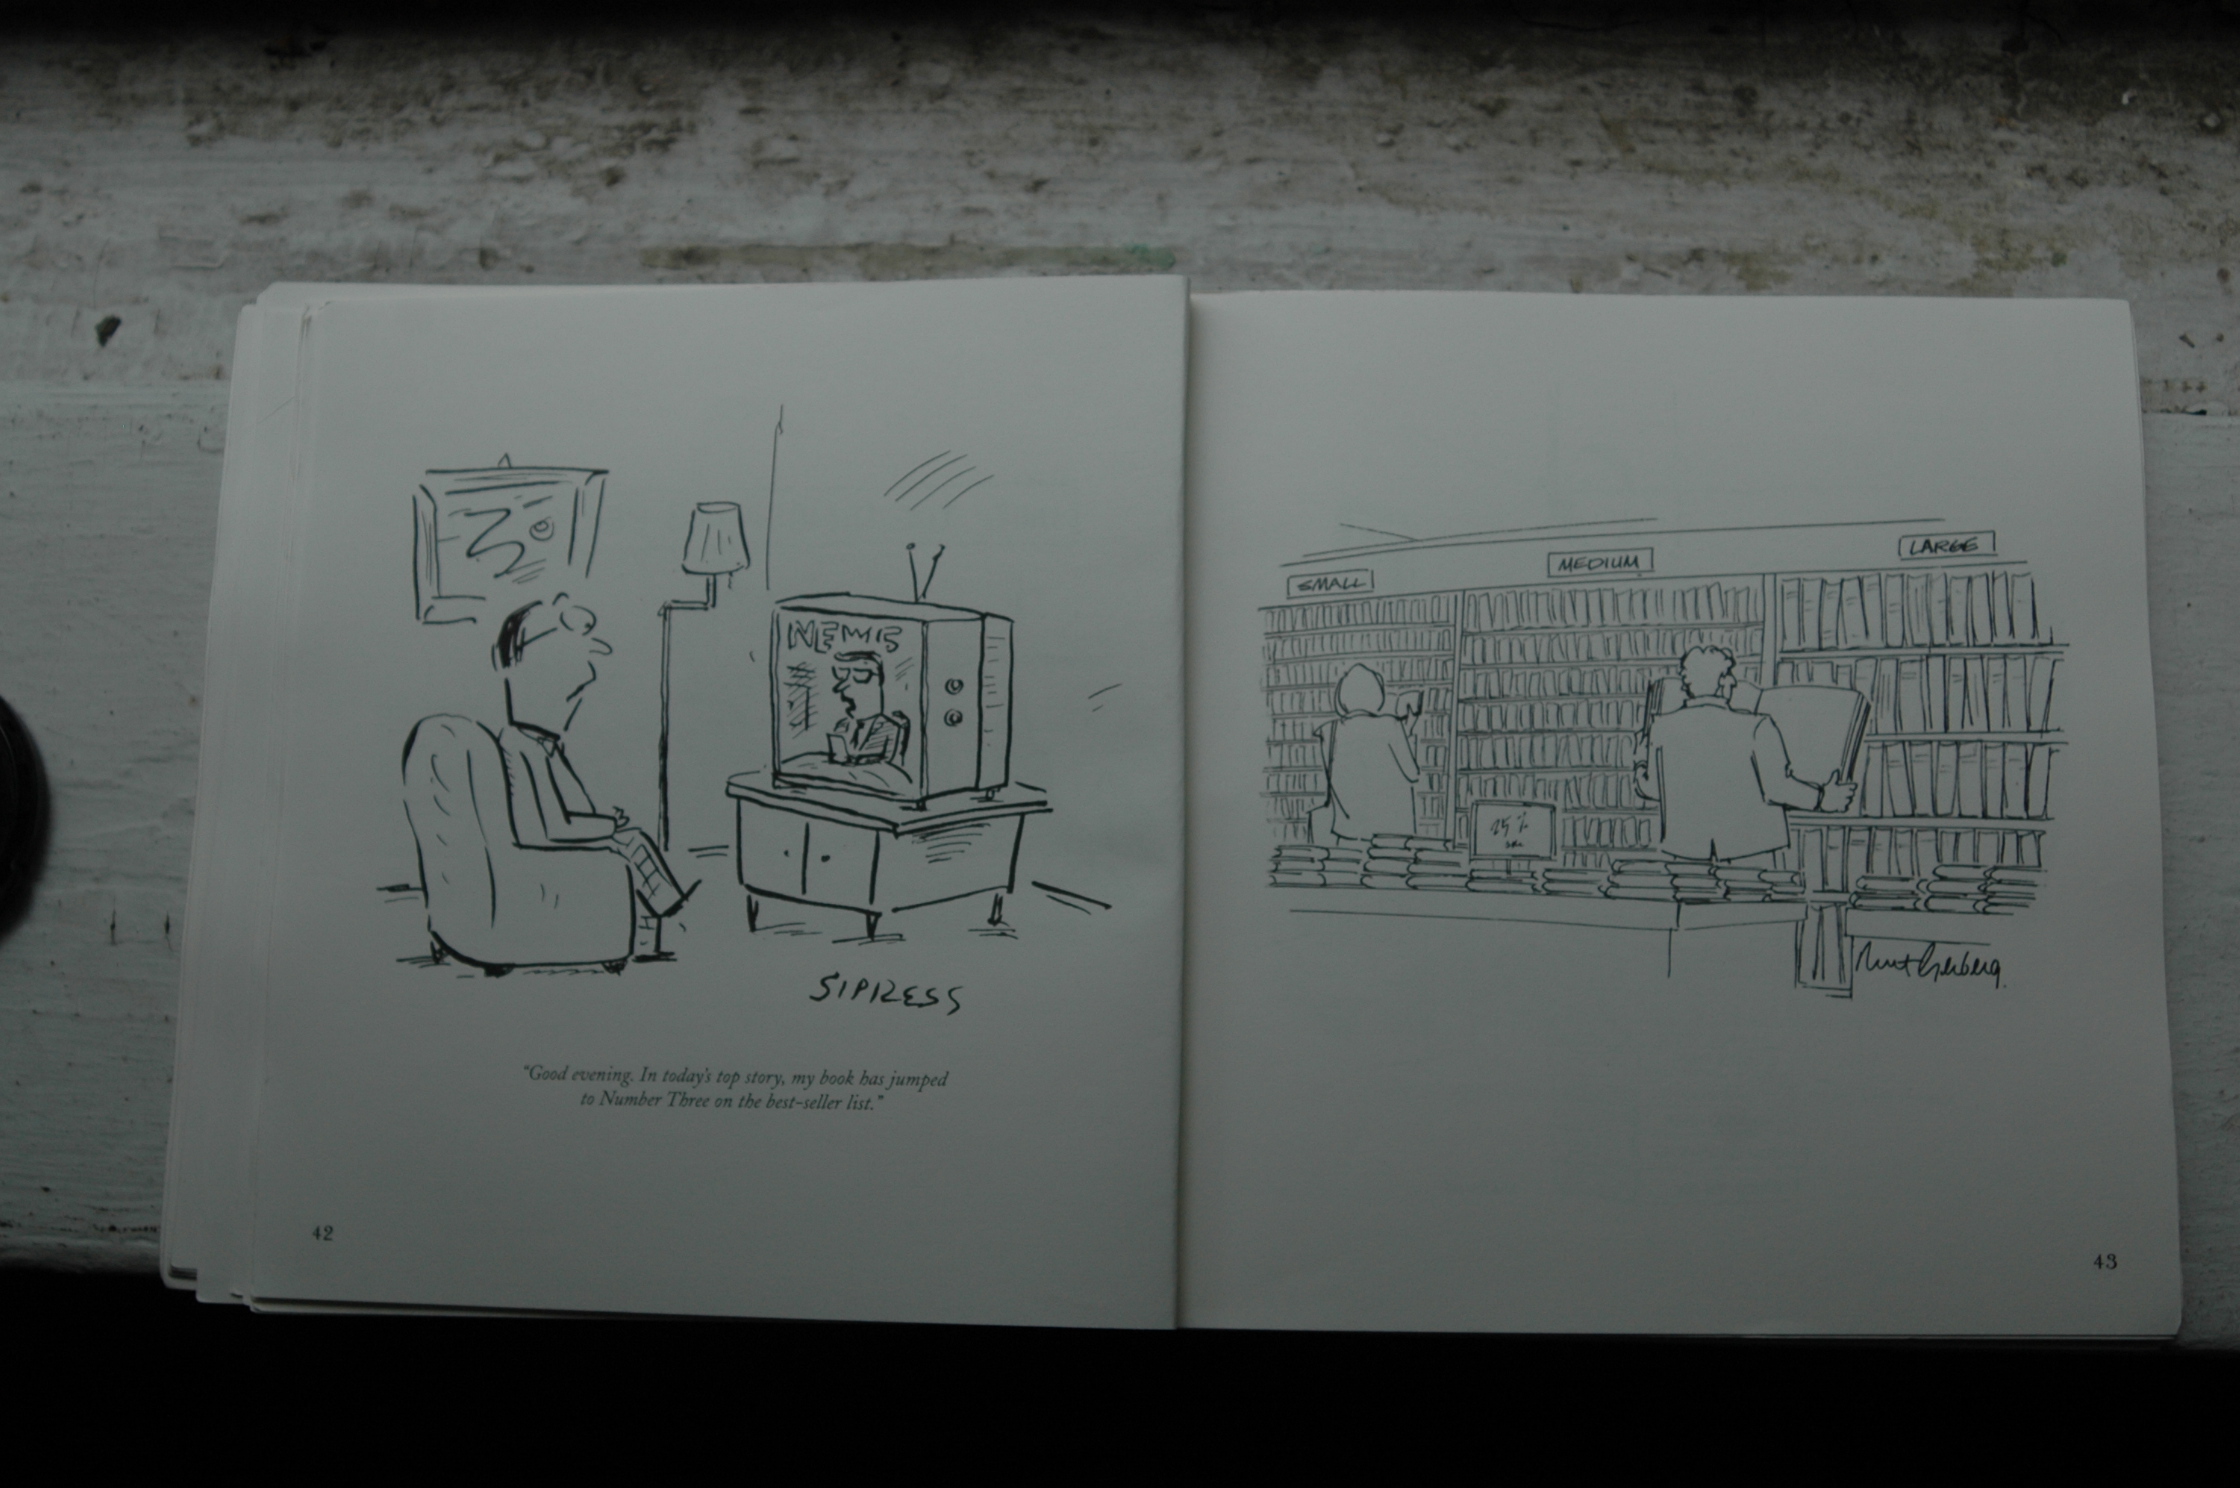 NEWS
SIPRESS
"Good evening. In today's top story, my book has jumped
to Number Three on the best-seller list."
42
SMALL
MEDIUM
LARGE
25%
43